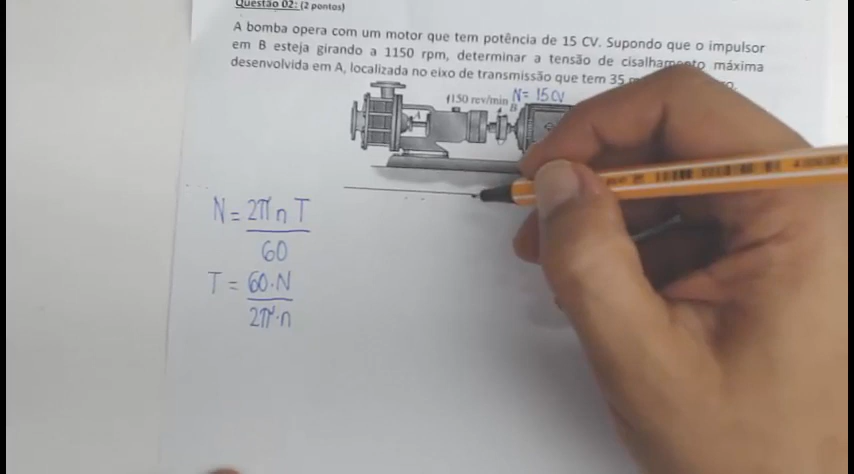 Questão 02: (2 pontos)
A bomba opera com um motor que tem potência de 15 CV. Supondo que o impulsor
em B esteja girando a 1150 rpm, determinar a tensão de cisalhamento máxima
desenvolvida em A, localizada no eixo de transmissão que tem 35
1150 rev/min N= 15CV
A B
N = 2π n T
60
T = 60·N
2π·n